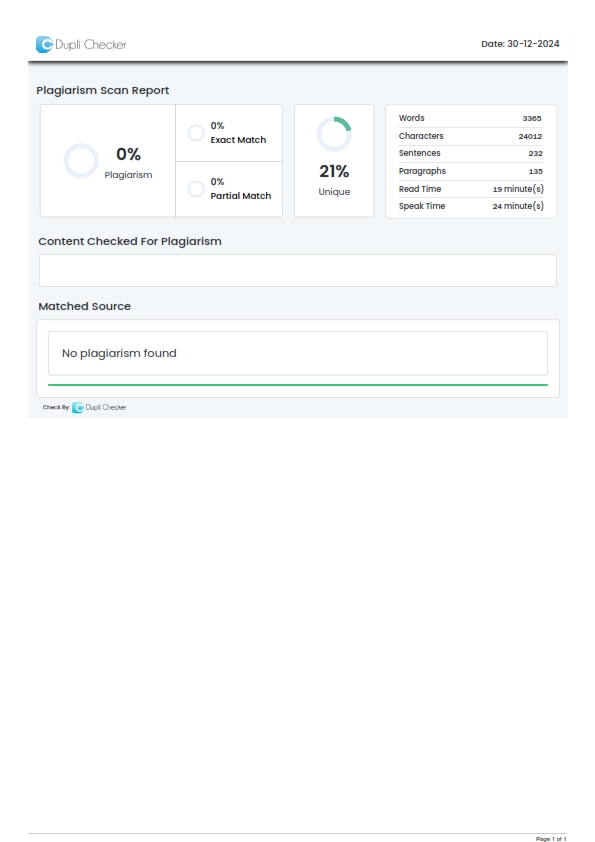 Dupli Checker
Date: 30-12-2024
Plagiarism Scan Report
0%
Plagiarism
0%
Exact Match
0%
Partial Match
21%
Unique
Words 3365
Characters 24012
Sentences 232
Paragraphs 135
Read Time 19 minute(s)
Speak Time 24 minute(s)
Content Checked For Plagiarism
Matched Source
No plagiarism found
Check By: Dupli Checker
Page 1 of 1